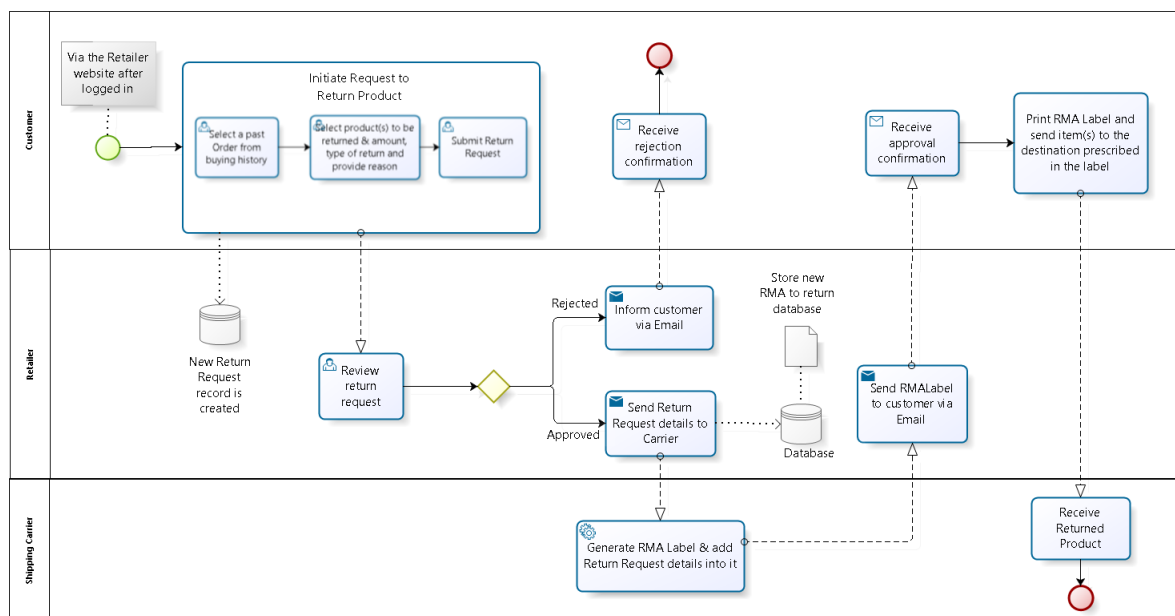 Customer
Via the Retailer
website after
logged in
Initiate Request to
Return Product
Select a past
Order from
buying history
Select product(s) to be
returned & amount,
type of return and
provide reason
Submit Return
Request
Receive
rejection
confirmation
Receive
approval
confirmation
Print RMA Label and
send item(s) to the
destination prescribed
in the label
Retailer
New Return
Request
record is
created
Review
return
request
Rejected
Approved
Inform customer
via Email
Send Return
Request details to
Carrier
Store new
RMA to return
database
Database
Send RMALabel
to customer via
Email
Shipping Carrier
Generate RMA Label & add
Return Request details into it
Receive
Returned
Product